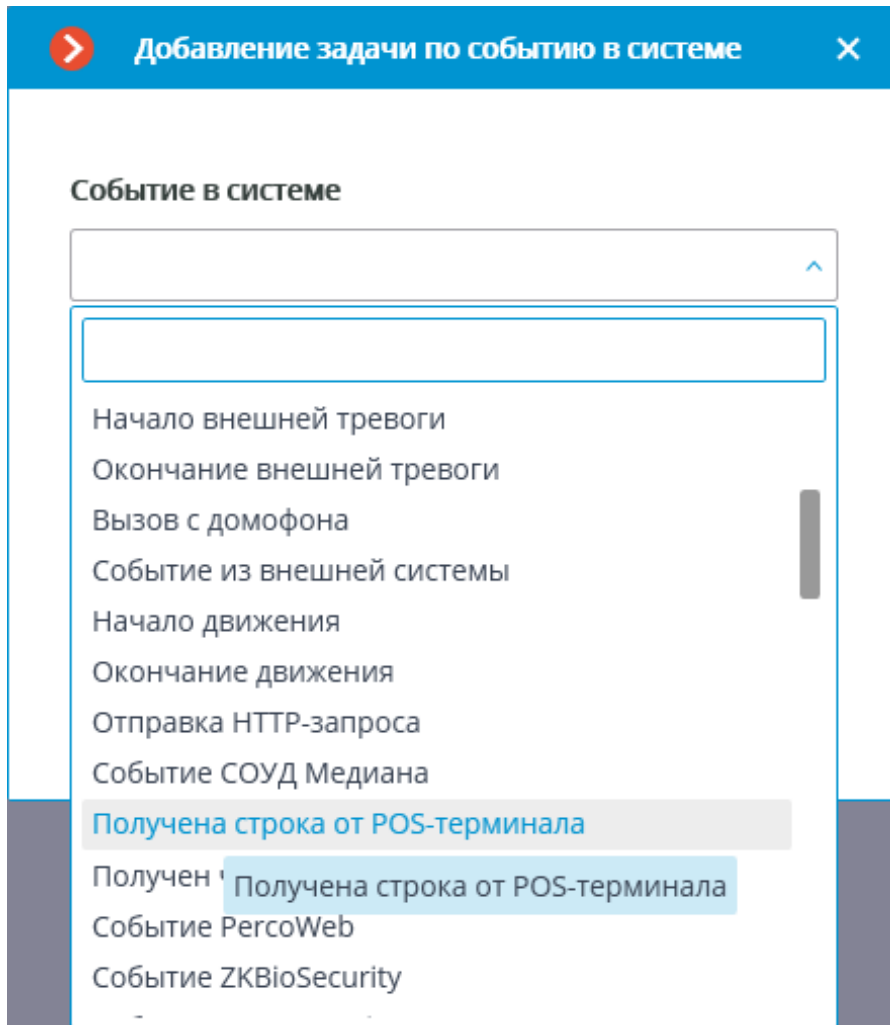 Добавление задачи по событию в системе
Событие в системе
Начало внешней тревоги
Окончание внешней тревоги
Вызов с домофона
Событие из внешней системы
Начало движения
Окончание движения
Отправка HTTP-запроса
Событие СОУД Медиана
Получена строка от POS-терминала
Получен
Получена строка от POS-терминала
Событие PercoWeb
Событие ZKBioSecurity